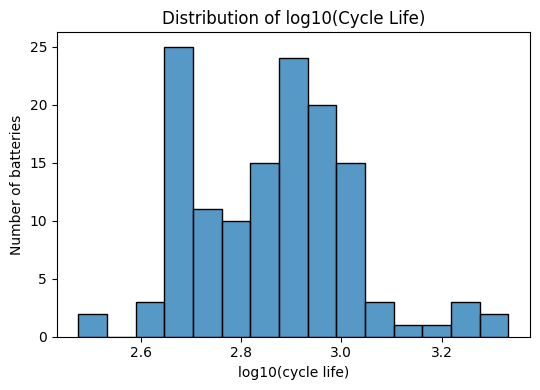 Distribution of log10(Cycle Life)
Number of batteries
25
20
15
10
5
0
2.6 2.8 3.0 3.2
log10(cycle life)